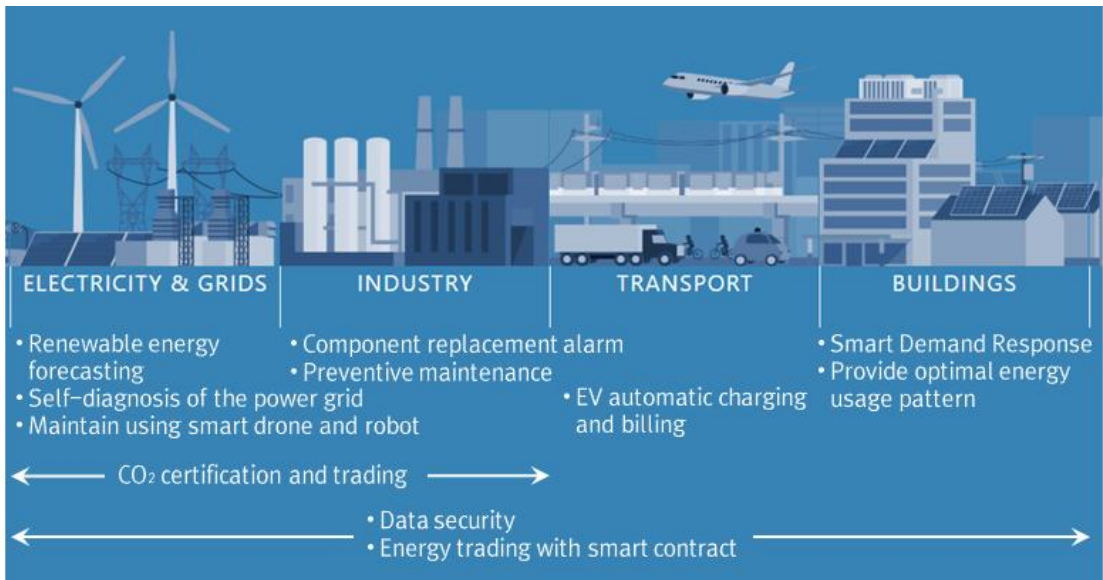 ELECTRICITY & GRIDS
INDUSTRY
TRANSPORT
BUILDINGS
• Renewable energy
forecasting
• Self-diagnosis of the power grid
• Maintain using smart drone and robot
• Component replacement alarm
• Preventive maintenance
• EV automatic charging
and billing
• Smart Demand Response
• Provide optimal energy
usage pattern
CO₂ certification and trading
• Data security
• Energy trading with smart contract